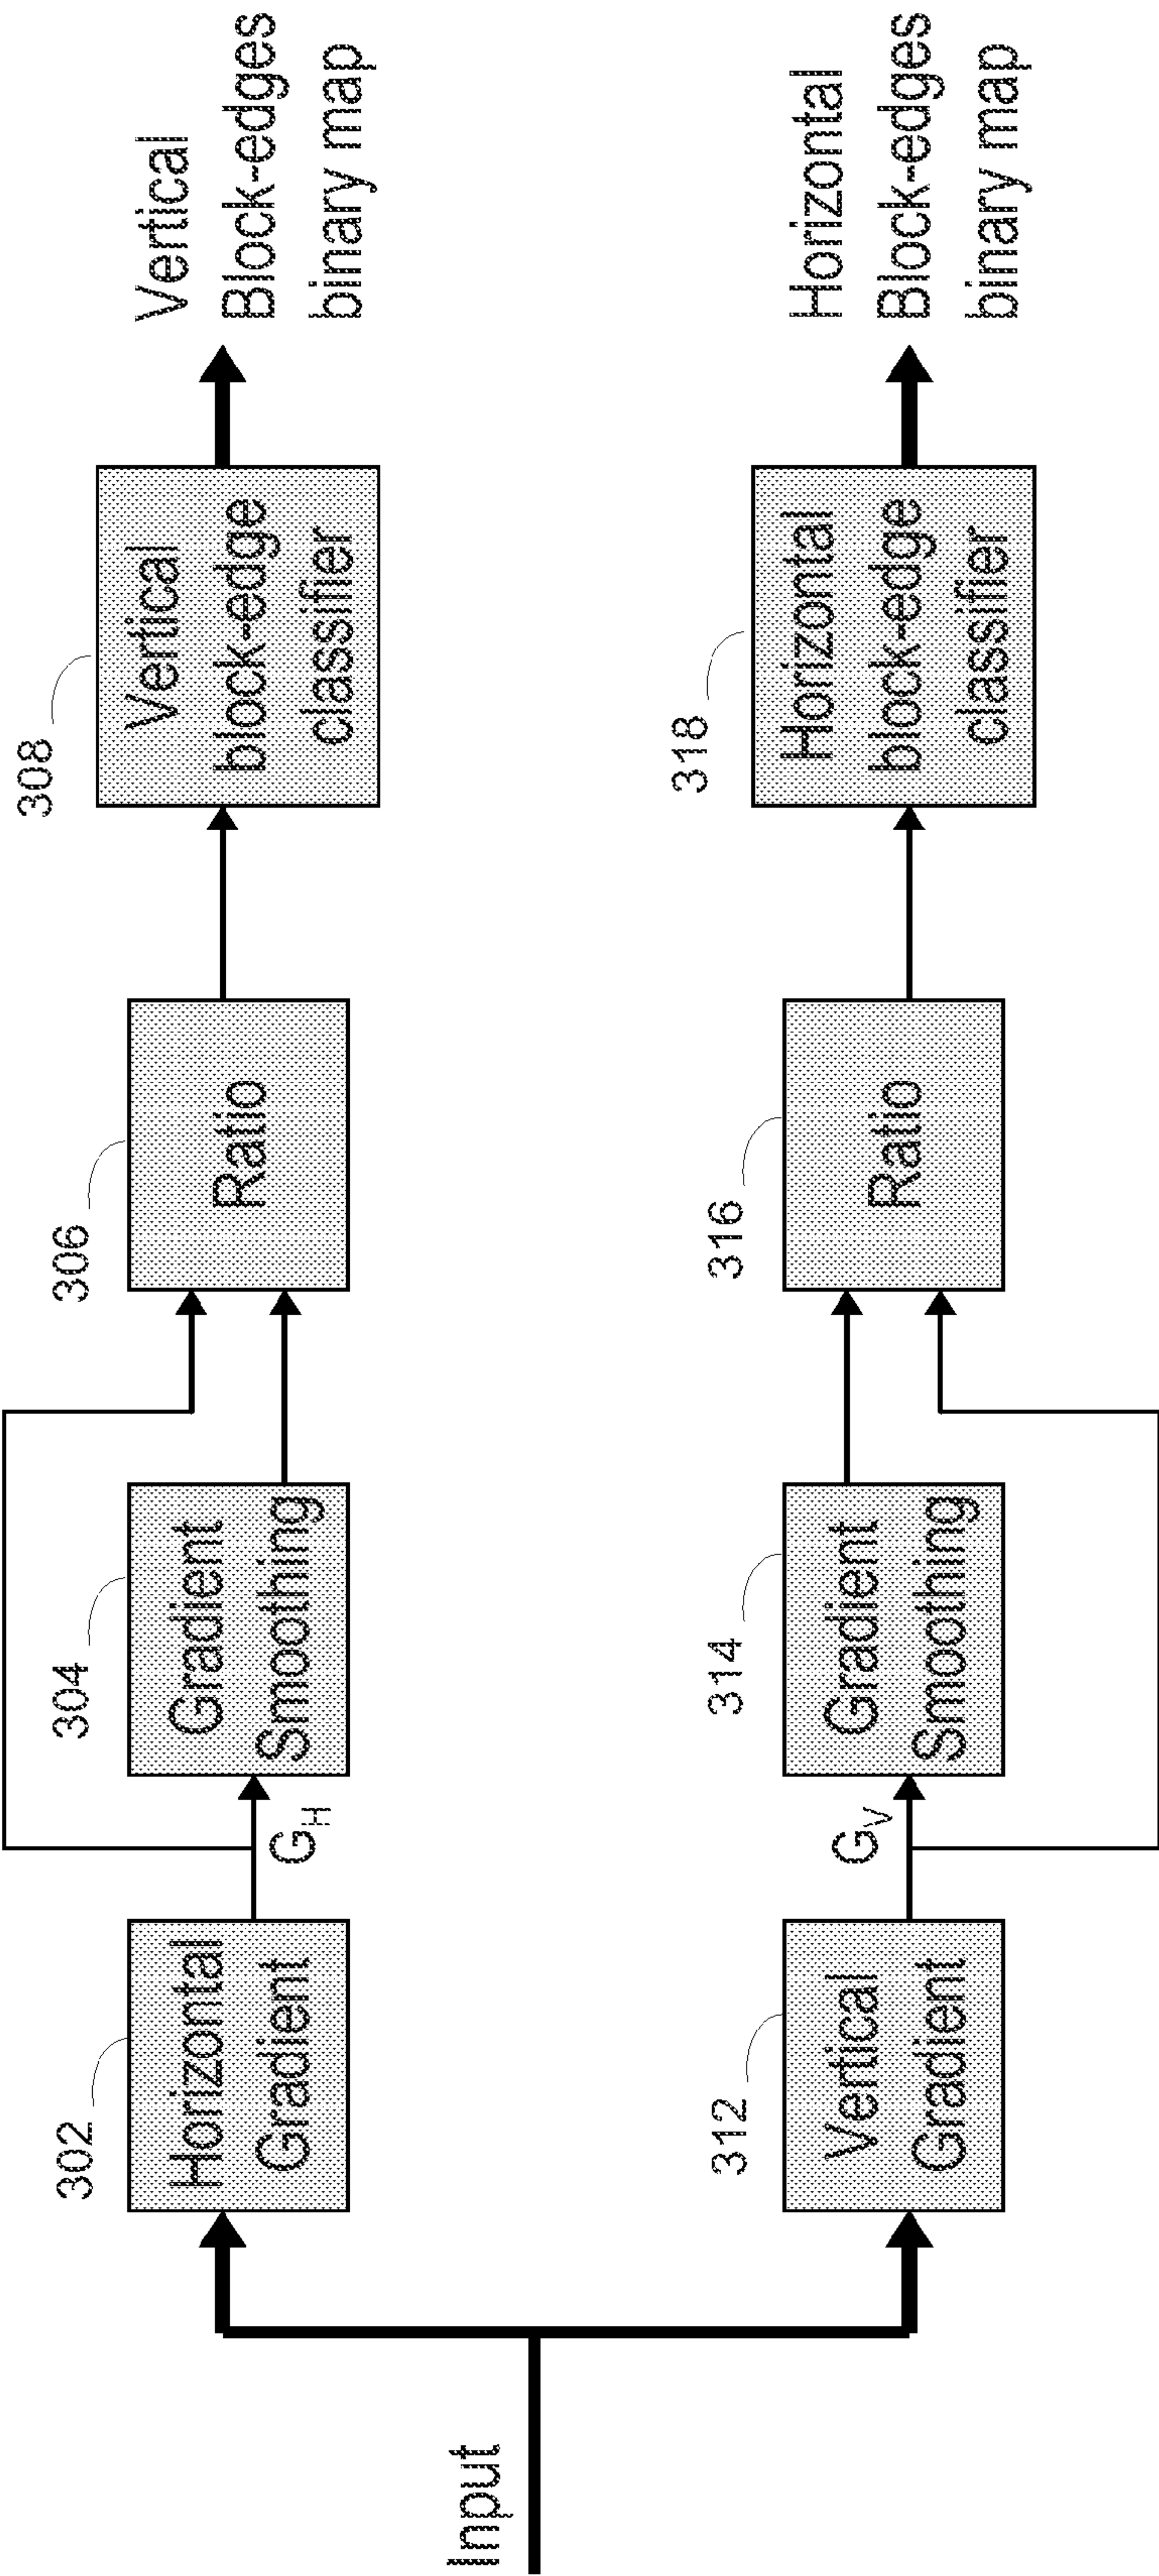 Input
302
Horizontal
Gradient
G_H
304
Gradient
Smoothing
306
Ratio
308
Vertical
block-edge
classifier
Vertical
Block-edges
binary map
312
Vertical
Gradient
G_V
314
Gradient
Smoothing
316
Ratio
318
Horizontal
block-edge
classifier
Horizontal
Block-edges
binary map